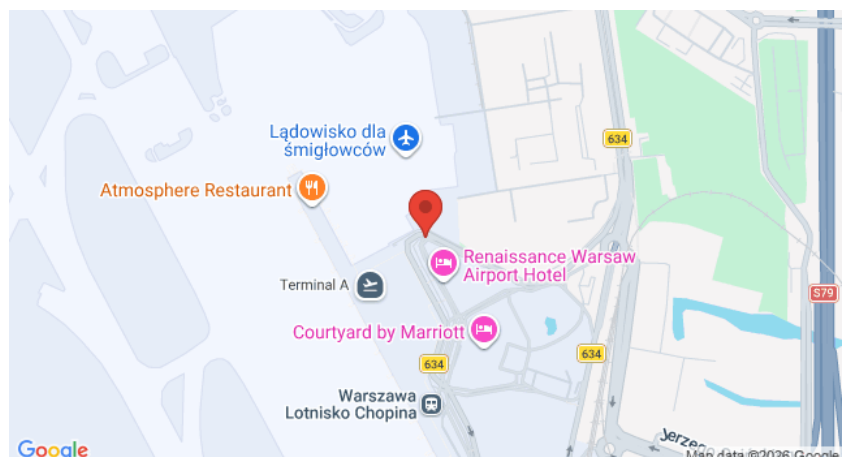 Lądowisko dla
śmigłowców
634
Atmosphere Restaurant
Renaissance Warsaw
Airport Hotel
Terminal A
S79
Courtyard by Marriott
634
634
Warszawa
Lotnisko Chopina
Google
Map data ©2026 Google